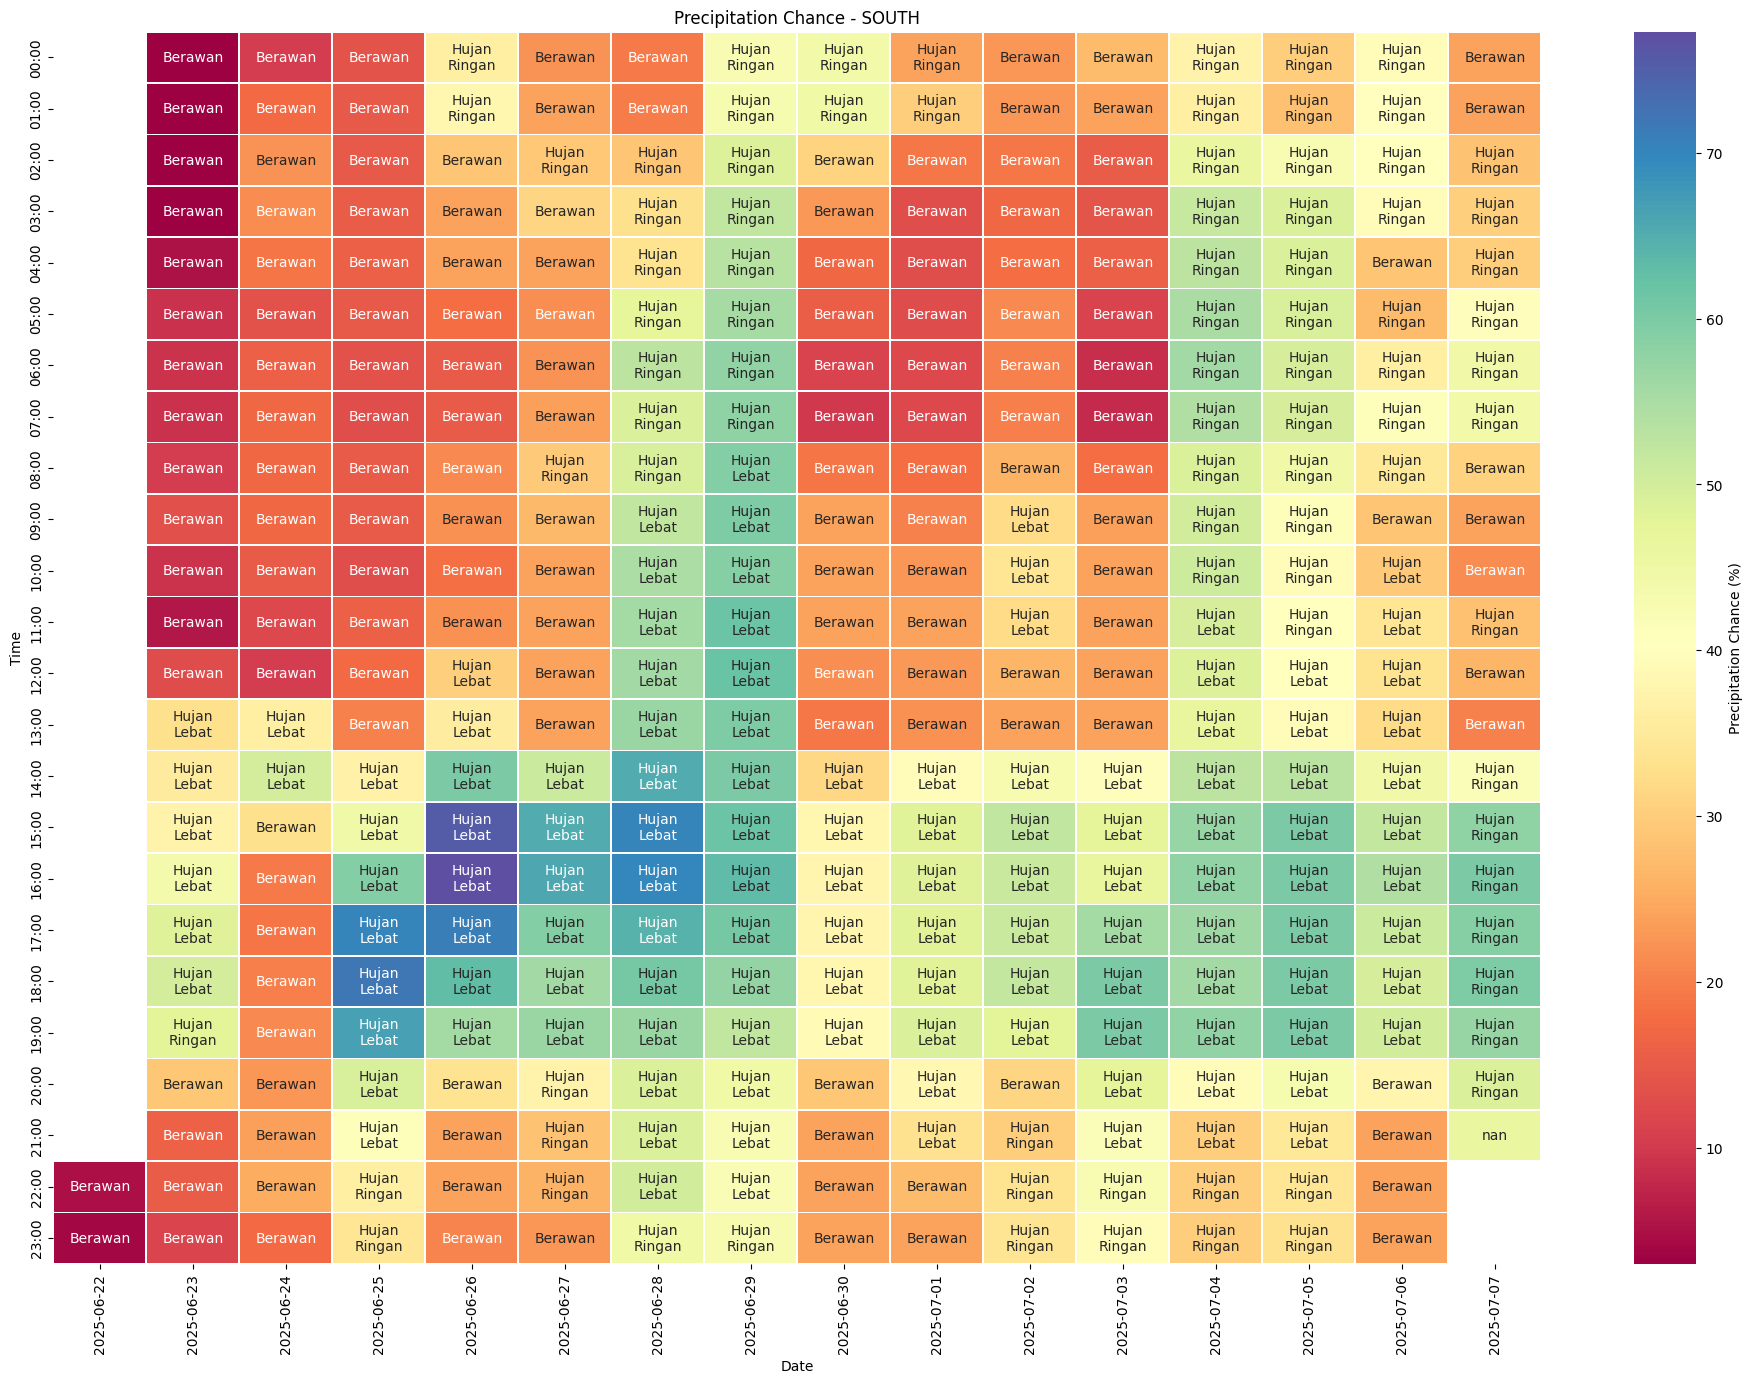 Precipitation Chance - SOUTH
00:00 Berawan Berawan Berawan Hujan Ringan Berawan Berawan Hujan Ringan Hujan Ringan Hujan Ringan Berawan Berawan Hujan Ringan Hujan Ringan Hujan Ringan Berawan
01:00 Berawan Berawan Berawan Hujan Ringan Berawan Berawan Hujan Ringan Hujan Ringan Hujan Ringan Berawan Berawan Hujan Ringan Hujan Ringan Hujan Ringan Berawan
02:00 Berawan Berawan Berawan Berawan Hujan Ringan Hujan Ringan Hujan Ringan Berawan Berawan Berawan Berawan Hujan Ringan Hujan Ringan Hujan Ringan Hujan Ringan
03:00 Berawan Berawan Berawan Berawan Berawan Hujan Ringan Hujan Ringan Berawan Berawan Berawan Berawan Hujan Ringan Hujan Ringan Hujan Ringan Hujan Ringan
04:00 Berawan Berawan Berawan Berawan Berawan Hujan Ringan Hujan Ringan Berawan Berawan Berawan Berawan Hujan Ringan Hujan Ringan Berawan Hujan Ringan
05:00 Berawan Berawan Berawan Berawan Berawan Hujan Ringan Hujan Ringan Berawan Berawan Berawan Berawan Hujan Ringan Hujan Ringan Hujan Ringan Hujan Ringan
06:00 Berawan Berawan Berawan Berawan Berawan Hujan Ringan Hujan Ringan Berawan Berawan Berawan Berawan Hujan Ringan Hujan Ringan Hujan Ringan Hujan Ringan
07:00 Berawan Berawan Berawan Berawan Berawan Hujan Ringan Hujan Ringan Berawan Berawan Berawan Berawan Hujan Ringan Hujan Ringan Hujan Ringan Hujan Ringan
08:00 Berawan Berawan Berawan Berawan Hujan Ringan Hujan Ringan Hujan Lebat Berawan Berawan Berawan Berawan Hujan Ringan Hujan Ringan Hujan Ringan Berawan
09:00 Berawan Berawan Berawan Berawan Berawan Hujan Lebat Hujan Lebat Berawan Berawan Hujan Lebat Berawan Hujan Ringan Hujan Ringan Berawan Berawan
10:00 Berawan Berawan Berawan Berawan Berawan Hujan Lebat Hujan Lebat Berawan Berawan Hujan Lebat Berawan Hujan Ringan Hujan Ringan Hujan Lebat Berawan
11:00 Berawan Berawan Berawan Berawan Berawan Hujan Lebat Hujan Lebat Berawan Berawan Hujan Lebat Berawan Hujan Lebat Hujan Ringan Hujan Lebat Hujan Ringan
12:00 Berawan Berawan Berawan Hujan Lebat Berawan Hujan Lebat Hujan Lebat Berawan Berawan Berawan Berawan Hujan Lebat Hujan Lebat Hujan Lebat Berawan
13:00 Hujan Lebat Hujan Lebat Berawan Hujan Lebat Berawan Hujan Lebat Hujan Lebat Berawan Berawan Berawan Berawan Hujan Lebat Hujan Lebat Hujan Lebat Berawan
14:00 Hujan Lebat Hujan Lebat Hujan Lebat Hujan Lebat Hujan Lebat Hujan Lebat Hujan Lebat Hujan Lebat Hujan Lebat Hujan Lebat Hujan Lebat Hujan Lebat Hujan Lebat Hujan Lebat Hujan Ringan
15:00 Hujan Lebat Berawan Hujan Lebat Hujan Lebat Hujan Lebat Hujan Lebat Hujan Lebat Hujan Lebat Hujan Lebat Hujan Lebat Hujan Lebat Hujan Lebat Hujan Lebat Hujan Lebat Hujan Ringan
16:00 Hujan Lebat Berawan Hujan Lebat Hujan Lebat Hujan Lebat Hujan Lebat Hujan Lebat Hujan Lebat Hujan Lebat Hujan Lebat Hujan Lebat Hujan Lebat Hujan Lebat Hujan Lebat Hujan Ringan
17:00 Hujan Lebat Berawan Hujan Lebat Hujan Lebat Hujan Lebat Hujan Lebat Hujan Lebat Hujan Lebat Hujan Lebat Hujan Lebat Hujan Lebat Hujan Lebat Hujan Lebat Hujan Lebat Hujan Ringan
18:00 Hujan Lebat Berawan Hujan Lebat Hujan Lebat Hujan Lebat Hujan Lebat Hujan Lebat Hujan Lebat Hujan Lebat Hujan Lebat Hujan Lebat Hujan Lebat Hujan Lebat Hujan Lebat Hujan Ringan
19:00 Hujan Ringan Berawan Hujan Lebat Hujan Lebat Hujan Lebat Hujan Lebat Hujan Lebat Hujan Lebat Hujan Lebat Hujan Lebat Hujan Lebat Hujan Lebat Hujan Lebat Hujan Lebat Hujan Ringan
20:00 Berawan Berawan Hujan Lebat Berawan Hujan Ringan Hujan Lebat Hujan Lebat Berawan Hujan Lebat Berawan Hujan Lebat Hujan Lebat Hujan Lebat Berawan Hujan Ringan
21:00 Berawan Berawan Hujan Lebat Berawan Hujan Ringan Hujan Lebat Hujan Lebat Berawan Hujan Lebat Hujan Ringan Hujan Lebat Hujan Lebat Hujan Lebat Berawan nan
22:00 Berawan Berawan Berawan Hujan Ringan Berawan Hujan Ringan Hujan Lebat Hujan Lebat Berawan Berawan Hujan Ringan Hujan Ringan Hujan Ringan Hujan Ringan Berawan
23:00 Berawan Berawan Berawan Hujan Ringan Berawan Berawan Hujan Ringan Hujan Ringan Berawan Berawan Hujan Ringan Hujan Ringan Hujan Ringan Hujan Ringan Berawan
Time
2025-06-22 2025-06-23 2025-06-24 2025-06-25 2025-06-26 2025-06-27 2025-06-28 2025-06-29 2025-06-30 2025-07-01 2025-07-02 2025-07-03 2025-07-04 2025-07-05 2025-07-06 2025-07-07
Date
70
60
50
40
30
20
10
Precipitation Chance (%)